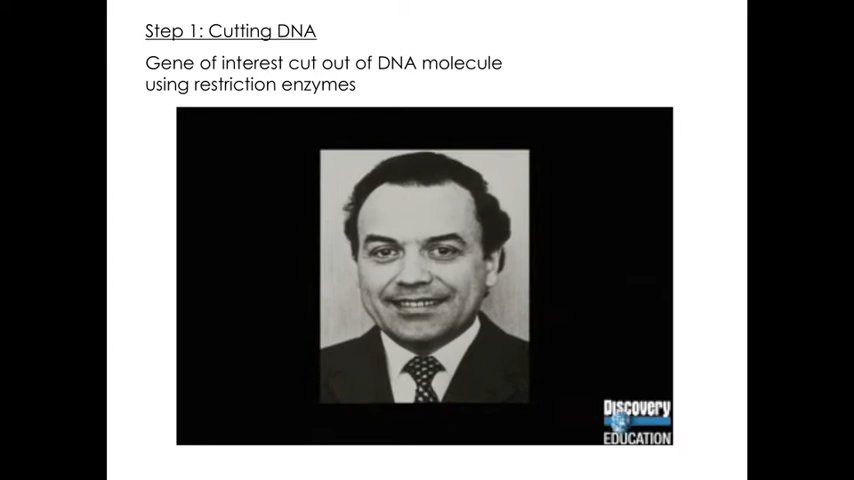 Step 1: Cutting DNA
Gene of interest cut out of DNA molecule
using restriction enzymes
DISCOVERY
EDUCATION